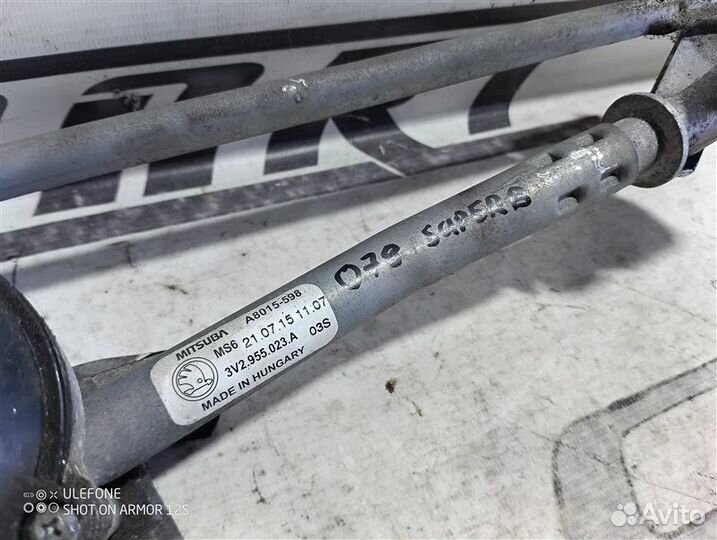 MITSUBA A8015-598
MS6 21.07.15 11.07
3V2.955.023.A 03S
MADE IN HUNGARY
Q78 SUPERB
ULEFONE
SHOT ON ARMOR 12S
Avito